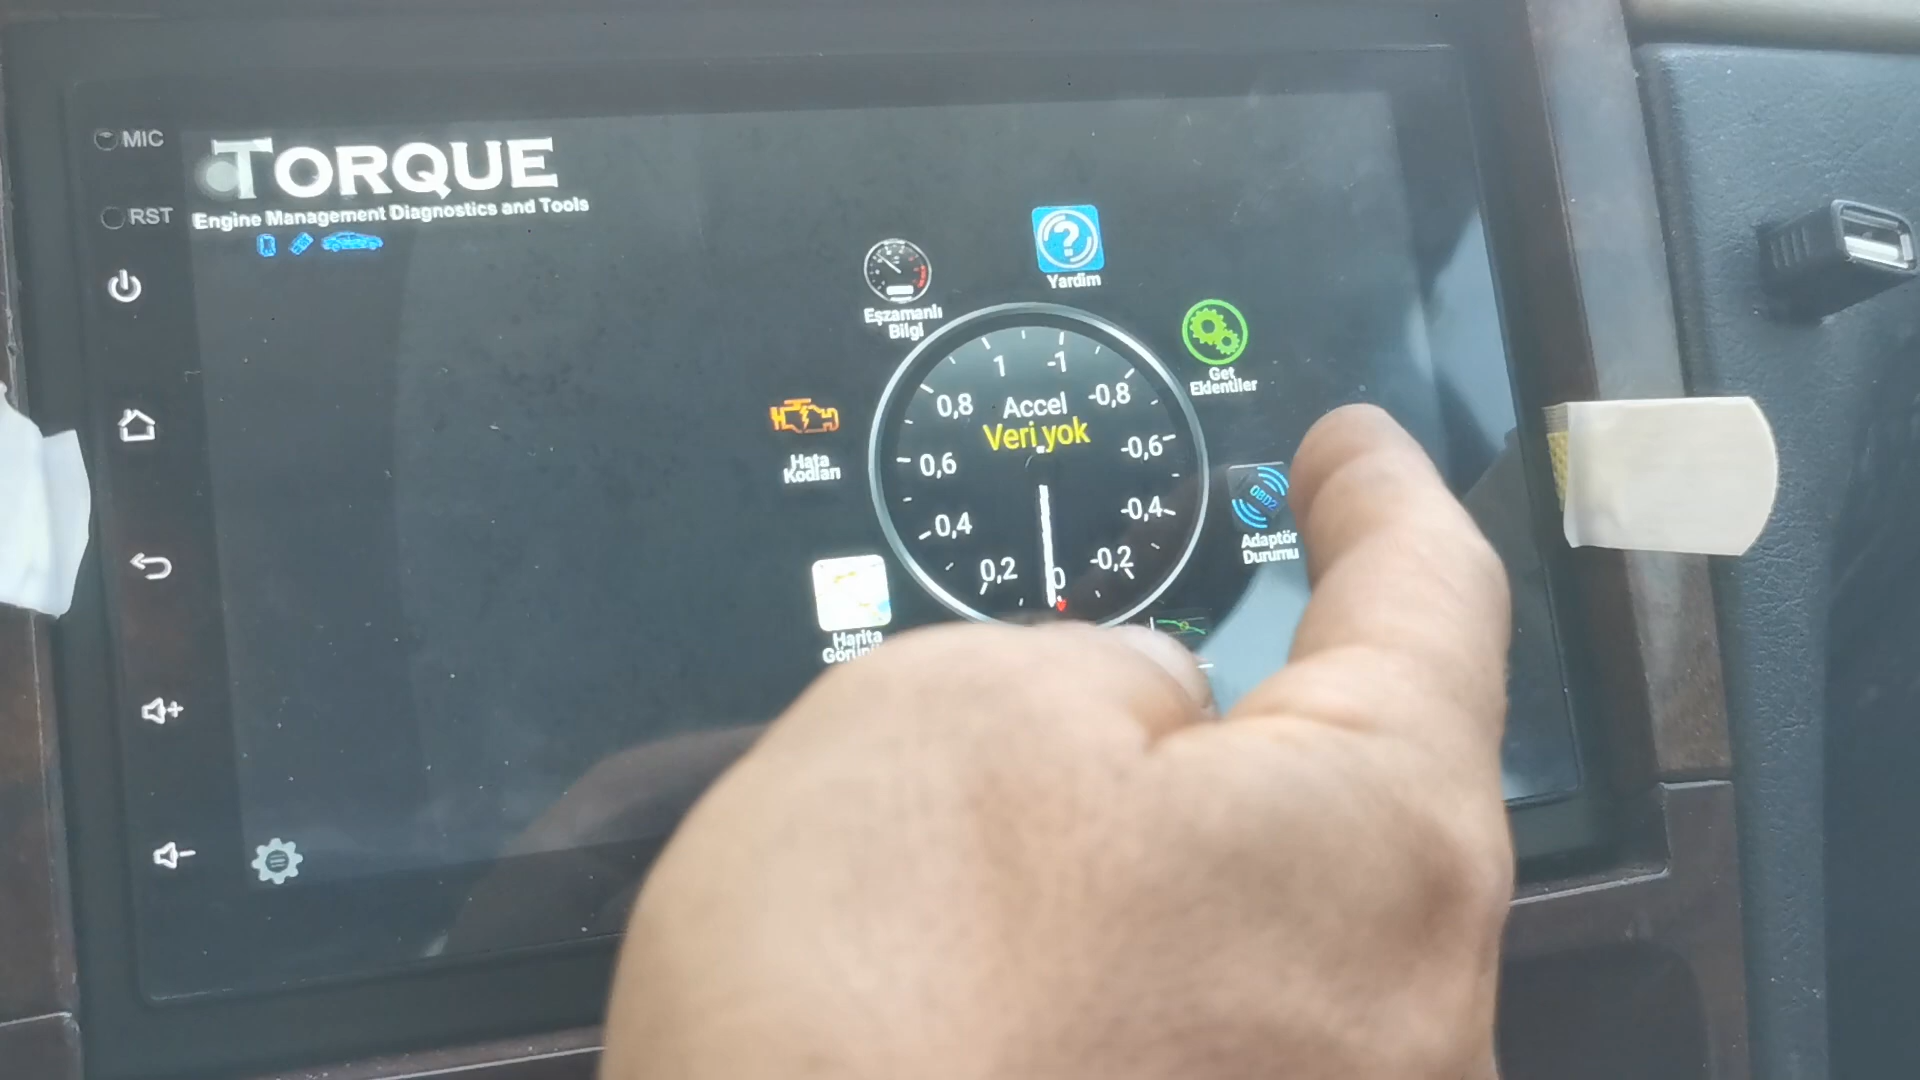 MIC
RST
TORQUE
Engine Management Diagnostics and Tools
Yardım
Eşzamanlı
Bilgi
Get
Eklentiler
Hata
Kodları
Accel
Veri yok
1
-1
0,8
-0,8
0,6
-0,6
0,4
-0,4
0,2
-0,2
0
OBD2
Adaptör
Durumu
Harita